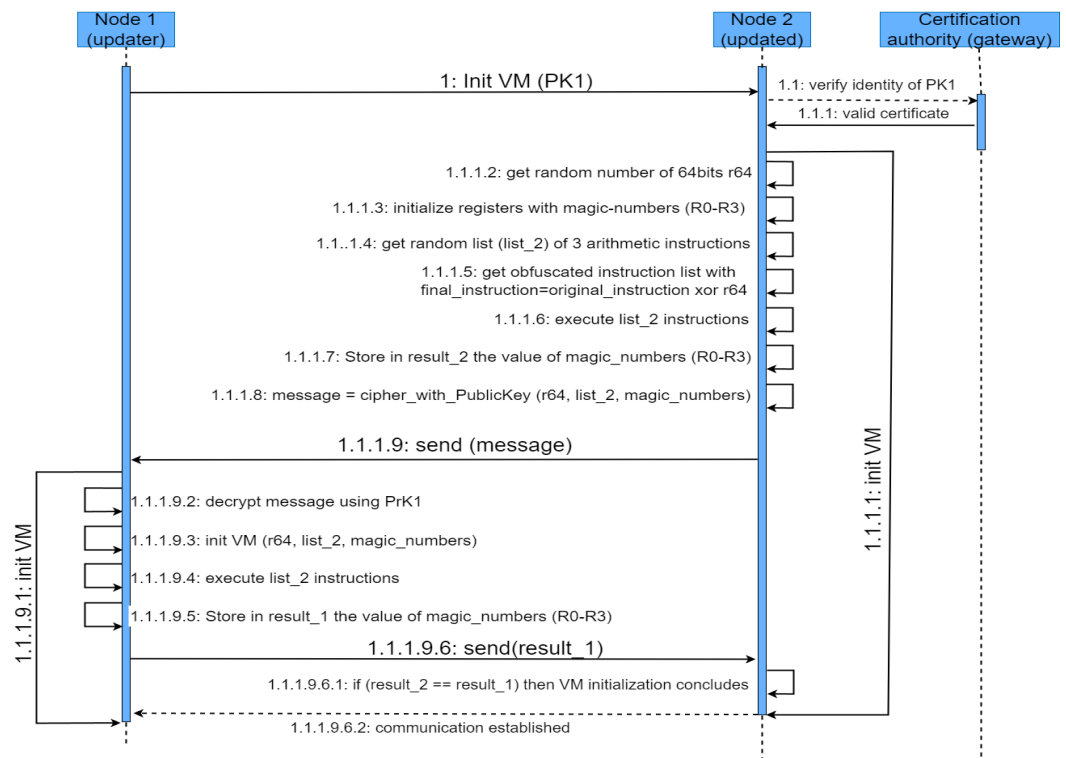 Node 1
(updater)
Node 2
(updated)
Certification
authority (gateway)
1: Init VM (PK1)
1.1: verify identity of PK1
1.1.1: valid certificate
1.1.1.2: get random number of 64bits r64
1.1.1.3: initialize registers with magic-numbers (R0-R3)
1.1..1.4: get random list (list_2) of 3 arithmetic instructions
1.1.1.5: get obfuscated instruction list with
final_instruction=original_instruction xor r64
1.1.1.6: execute list_2 instructions
1.1.1.7: Store in result_2 the value of magic_numbers (R0-R3)
1.1.1.8: message = cipher_with_PublicKey (r64, list_2, magic_numbers)
1.1.1.9: send (message)
1.1.1.1: init VM
1.1.1.9.1: init VM
1.1.1.9.2: decrypt message using PrK1
1.1.1.9.3: init VM (r64, list_2, magic_numbers)
1.1.1.9.4: execute list_2 instructions
1.1.1.9.5: Store in result_1 the value of magic_numbers (R0-R3)
1.1.1.9.6: send(result_1)
1.1.1.9.6.1: if (result_2 == result_1) then VM initialization concludes
1.1.1.9.6.2: communication established